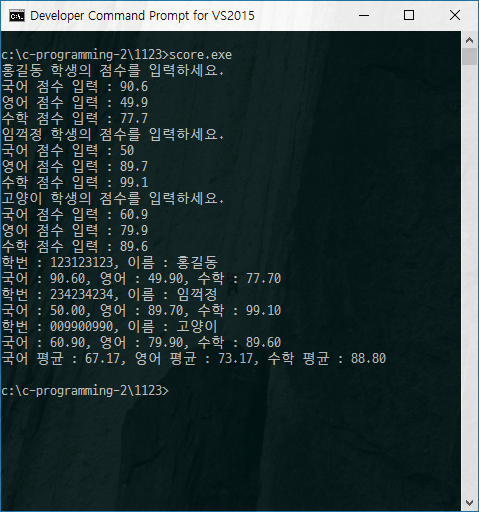 Developer Command Prompt for VS2015
c:\c-programming-2\1123>score.exe
홍길동 학생의 점수를 입력하세요.
국어 점수 입력 : 90.6
영어 점수 입력 : 49.9
수학 점수 입력 : 77.7
임꺽정 학생의 점수를 입력하세요.
국어 점수 입력 : 50
영어 점수 입력 : 89.7
수학 점수 입력 : 99.1
고양이 학생의 점수를 입력하세요.
국어 점수 입력 : 60.9
영어 점수 입력 : 79.9
수학 점수 입력 : 89.6
학번 : 123123123, 이름 : 홍길동
국어 : 90.60, 영어 : 49.90, 수학 : 77.70
학번 : 234234234, 이름 : 임꺽정
국어 : 50.00, 영어 : 89.70, 수학 : 99.10
학번 : 009900990, 이름 : 고양이
국어 : 60.90, 영어 : 79.90, 수학 : 89.60
국어 평균 : 67.17, 영어 평균 : 73.17, 수학 평균 : 88.80
c:\c-programming-2\1123>